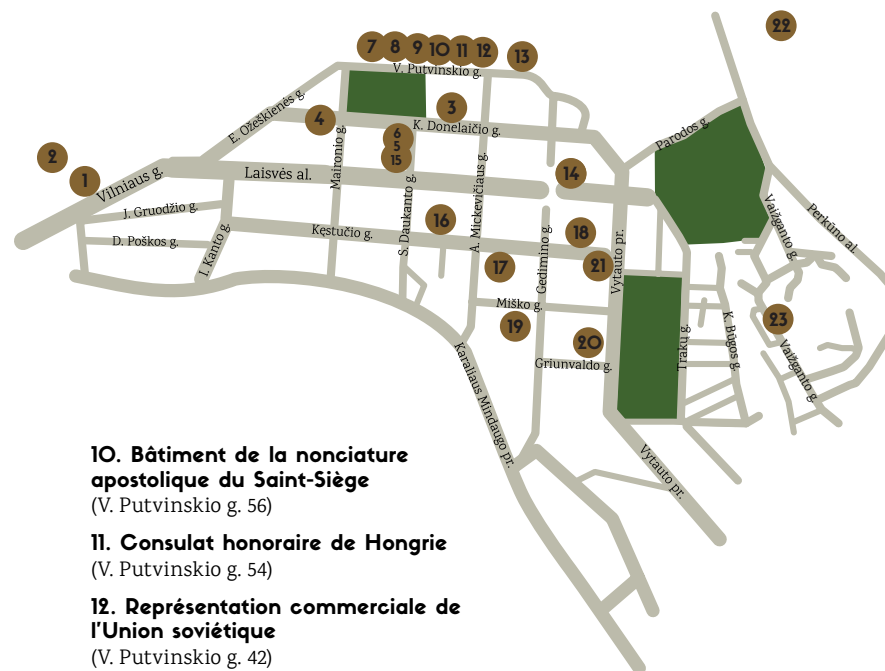 22
7 8 9 10 11 12 13
V. Putvinskio g.
3
E. Ožeškienės g.
4
K. Donelaičio g.
Parodos g.
6
5
15
Maironio g.
2
1
Vilniaus g.
Laisvės al.
14
S. Daukanto g.
A. Mickevičiaus g.
J. Gruodžio g.
D. Poškos g.
I. Kanto g.
Kęstučio g.
16
18
Gedimino g.
Vytauto pr.
Vaižganto g.
Perkūno al.
17
21
Miško g.
19
20
Griunvaldo g.
Trakų g.
K. Būgos g.
23
Vaižganto g.
Karaliaus Mindaugo pr.
Vytauto pr.
10. Bâtiment de la nonciature
apostolique du Saint-Siège
(V. Putvinskio g. 56)
11. Consulat honoraire de Hongrie
(V. Putvinskio g. 54)
12. Représentation commerciale de
l'Union soviétique
(V. Putvinskio g. 42)